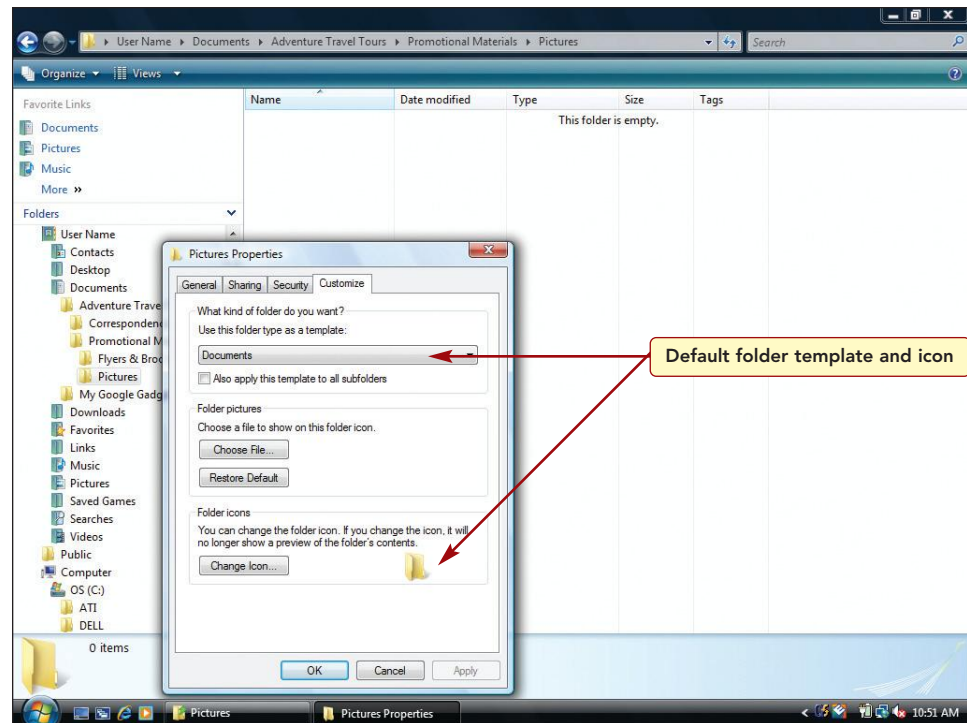 User Name ▸ Documents ▸ Adventure Travel Tours ▸ Promotional Materials ▸ Pictures
Search
Organize Views
Favorite Links
Documents
Pictures
Music
More »
Name Date modified Type Size Tags
This folder is empty.
Folders
User Name
Contacts
Desktop
Documents
Adventure Trave
Corresponden
Promotional M
Flyers & Broc
Pictures
My Google Gadg
Downloads
Favorites
Links
Music
Pictures
Saved Games
Searches
Videos
Public
Computer
OS (C:)
ATI
DELL
Pictures Properties
General Sharing Security Customize
What kind of folder do you want?
Use this folder type as a template:
Documents
Also apply this template to all subfolders
Folder pictures
Choose a file to show on this folder icon.
Choose File...
Restore Default
Folder icons
You can change the folder icon. If you change the icon, it will
no longer show a preview of the folder's contents.
Change Icon...
OK Cancel Apply
Default folder template and icon
0 items
Pictures
Pictures Properties
10:51 AM